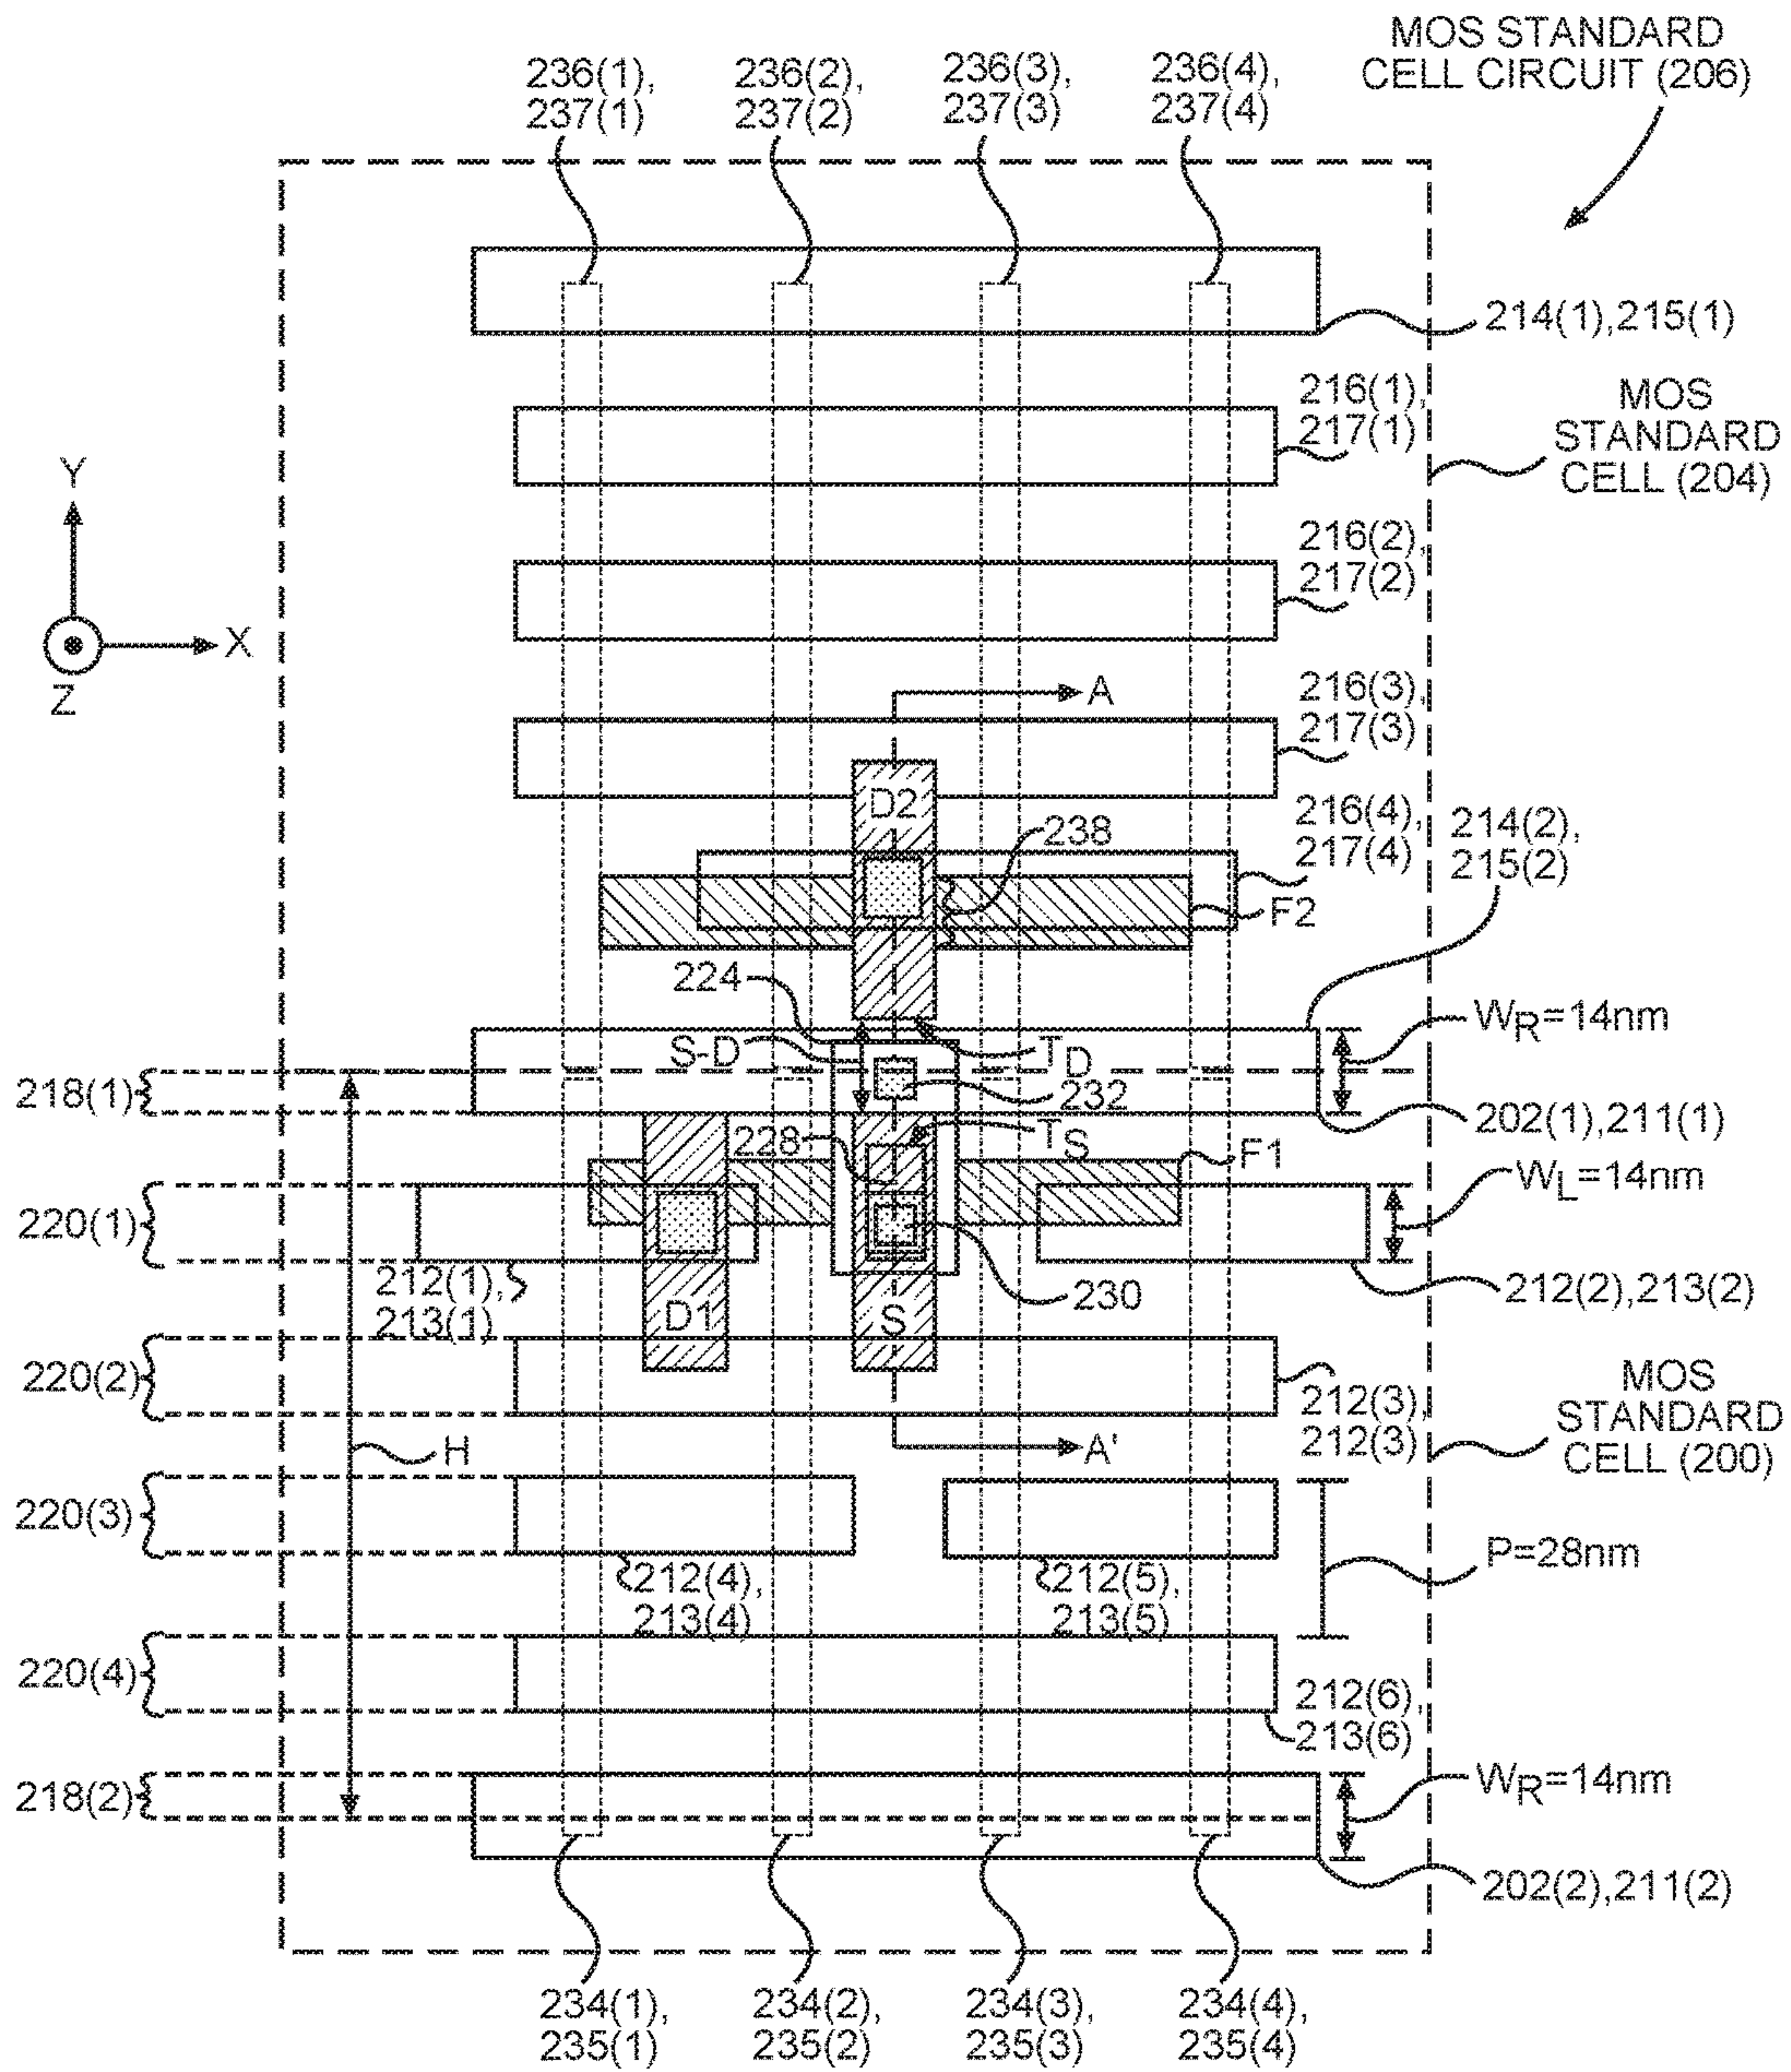 MOS STANDARD
CELL CIRCUIT (206)
236(1),
237(1)
236(2),
237(2)
236(3),
237(3)
236(4),
237(4)
214(1),215(1)
216(1),
217(1)
MOS
STANDARD
CELL (204)
Y
X
Z
216(2),
217(2)
A
216(3),
217(3)
D2
238
216(4),
217(4)
214(2),
215(2)
F2
224
WR=14nm
S-D
TD
218(1)
232
202(1),211(1)
228
TS
F1
WL=14nm
220(1)
212(1),
213(1)
D1
S
230
212(2),213(2)
220(2)
212(3),
212(3)
MOS
STANDARD
CELL (200)
H
A'
220(3)
P=28nm
212(4),
213(4)
212(5),
213(5)
220(4)
212(6),
213(6)
218(2)
WR=14nm
202(2),211(2)
234(1),
235(1)
234(2),
235(2)
234(3),
235(3)
234(4),
235(4)